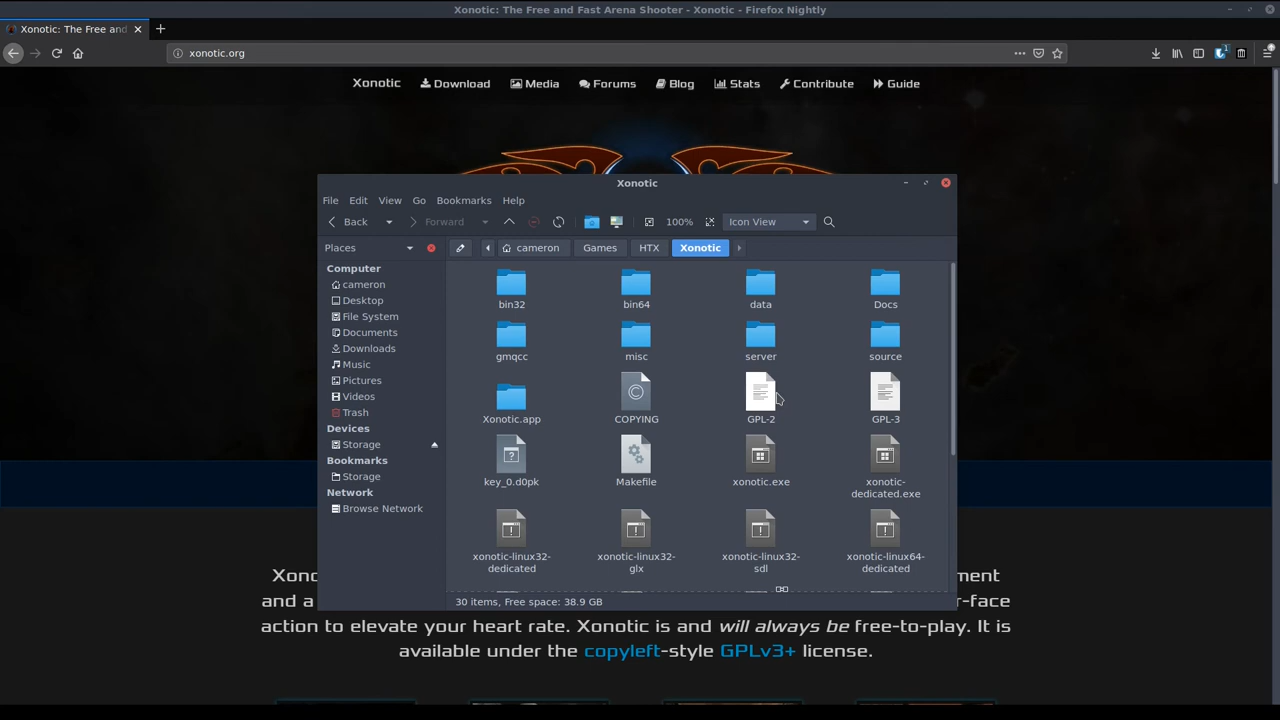 Xonotic: The Free and Fast Arena Shooter - Xonotic - Firefox Nightly
Xonotic: The Free and
xonotic.org
1
Xonotic Download Media Forums Blog Stats Contribute Guide
Xonotic
File Edit View Go Bookmarks Help
Back Forward 100% Icon View
Places cameron Games HTX Xonotic
Computer
cameron
Desktop
File System
Documents
Downloads
Music
Pictures
Videos
Trash
Devices
Storage
Bookmarks
Storage
Network
Browse Network
bin32 bin64 data Docs
gmqcc misc server source
Xonotic.app COPYING GPL-2 GPL-3
key_0.d0pk Makefile xonotic.exe xonotic-
dedicated.exe
xonotic-linux32- xonotic-linux32- xonotic-linux32- xonotic-linux64-
dedicated glx sdl dedicated
30 items, Free space: 38.9 GB
Xono ment
and a r-face
action to elevate your heart rate. Xonotic is and will always be free-to-play. It is
available under the copyleft-style GPLv3+ license.